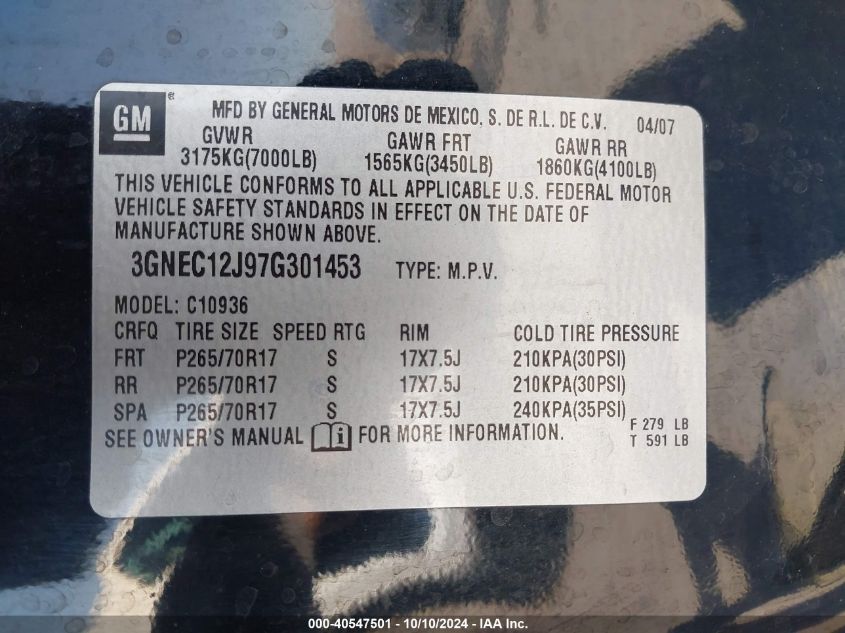 GM ®
MFD BY GENERAL MOTORS DE MEXICO, S. DE R.L. DE C.V. 04/07
GVWR GAWR FRT GAWR RR
3175KG(7000LB) 1565KG(3450LB) 1860KG(4100LB)
THIS VEHICLE CONFORMS TO ALL APPLICABLE U.S. FEDERAL MOTOR
VEHICLE SAFETY STANDARDS IN EFFECT ON THE DATE OF
MANUFACTURE SHOWN ABOVE.
3GNEC12J97G301453 TYPE: M.P.V.
MODEL: C10936
CRFQ TIRE SIZE SPEED RTG RIM COLD TIRE PRESSURE
FRT P265/70R17 S 17X7.5J 210KPA(30PSI)
RR P265/70R17 S 17X7.5J 210KPA(30PSI)
SPA P265/70R17 S 17X7.5J 240KPA(35PSI)
SEE OWNER'S MANUAL i FOR MORE INFORMATION.
F 279 LB
T 591 LB
000-40547501 - 10/10/2024 - IAA Inc.